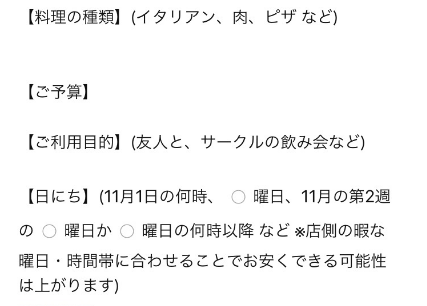 【料理の種類】(イタリアン、肉、ピザ など)
【ご予算】
【ご利用目的】(友人と、サークルの飲み会など)
【日にち】(11月1日の何時、 ○ 曜日、11月の第2週
の ○ 曜日か ○ 曜日の何時以降 など ※店側の暇な
曜日・時間帯に合わせることでお安くできる可能性
は上がります)